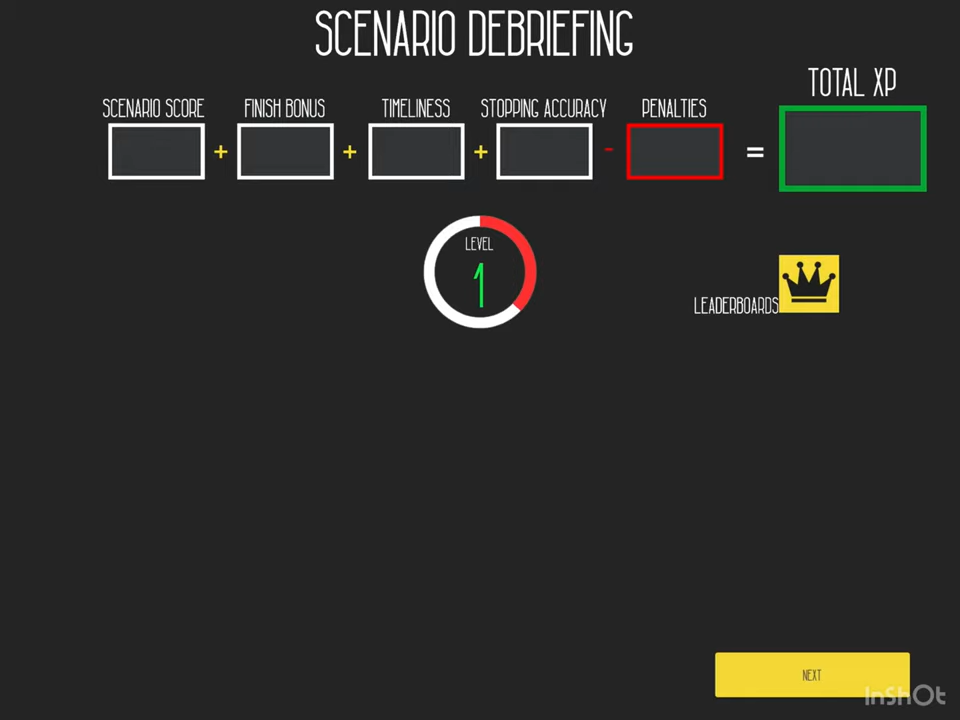 SCENARIO DEBRIEFING
TOTAL XP
SCENARIO SCORE FINISH BONUS TIMELINESS STOPPING ACCURACY PENALTIES
+ + + - =
LEVEL
1
LEADERBOARDS
NEXT
InShOt